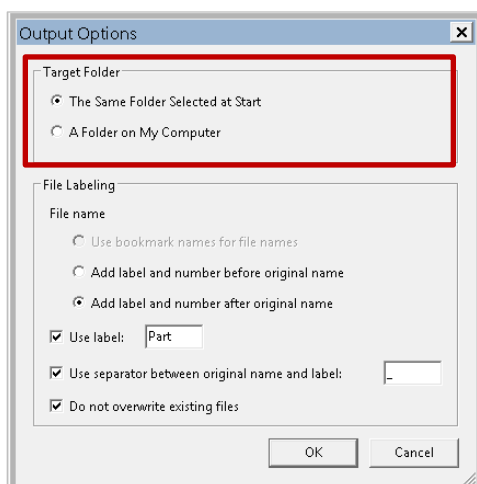 Output Options
Target Folder
The Same Folder Selected at Start
A Folder on My Computer
File Labeling
File name
Use bookmark names for file names
Add label and number before original name
Add label and number after original name
Use label: Part
Use separator between original name and label: _
Do not overwrite existing files
OK Cancel